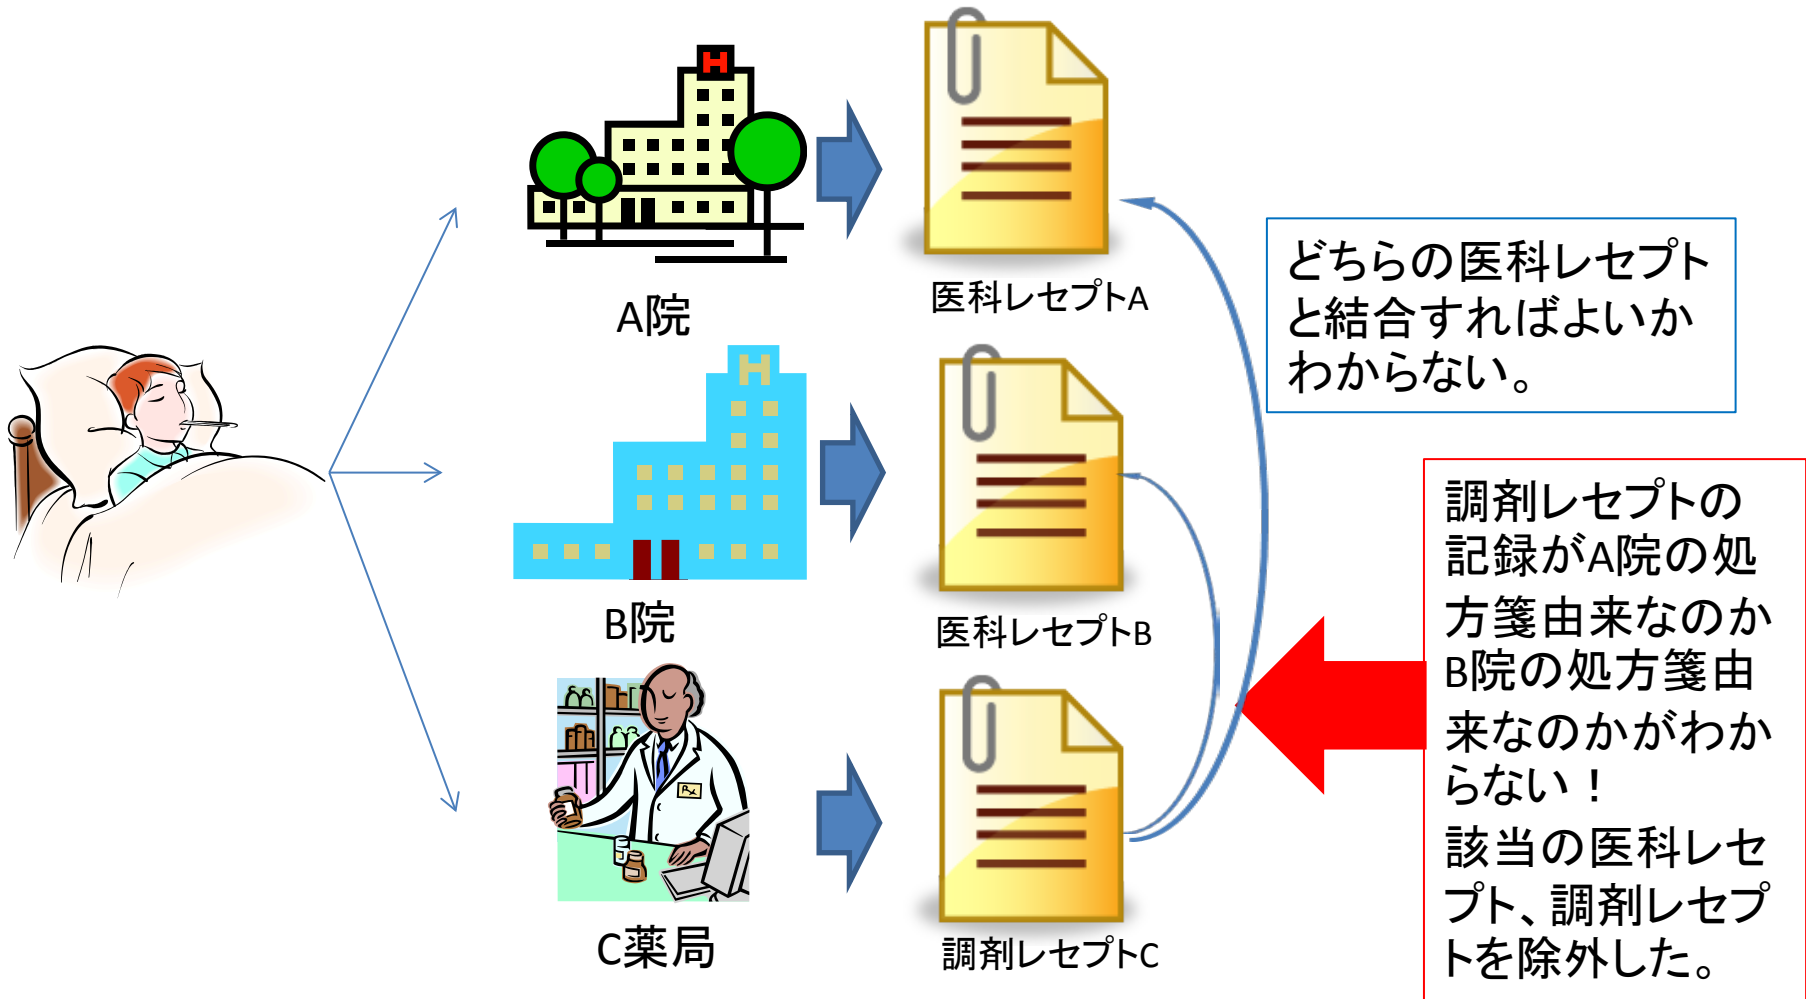 H
A院
医科レセプトA
どちらの医科レセプト
と結合すればよいか
わからない。
H
B院
医科レセプトB
調剤レセプトの
記録がA院の処
方箋由来なのか
B院の処方箋由
来なのかがわか
らない！
該当の医科レセ
プト、調剤レセプ
トを除外した。
Rx
C薬局
調剤レセプトC